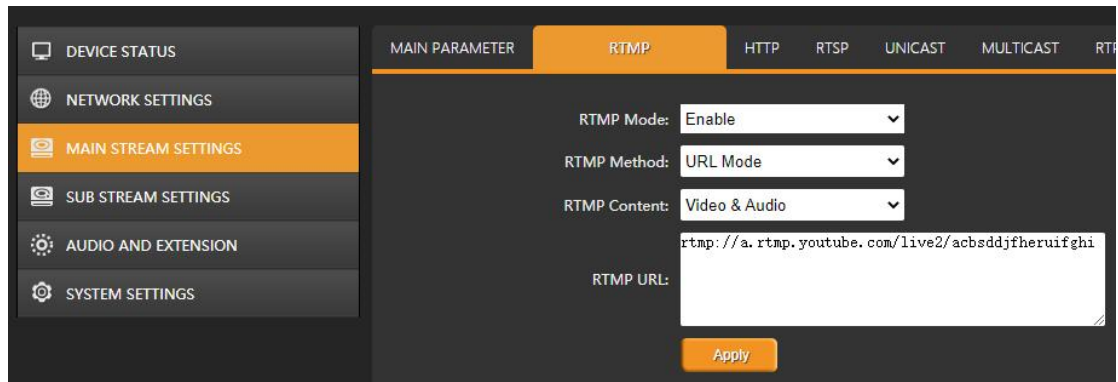 DEVICE STATUS
NETWORK SETTINGS
MAIN STREAM SETTINGS
SUB STREAM SETTINGS
AUDIO AND EXTENSION
SYSTEM SETTINGS
MAIN PARAMETER RTMP HTTP RTSP UNICAST MULTICAST
RTMP Mode: Enable
RTMP Method: URL Mode
RTMP Content: Video & Audio
RTMP URL: rtmp://a.rtmp.youtube.com/live2/acbsddjfheruifghi
Apply